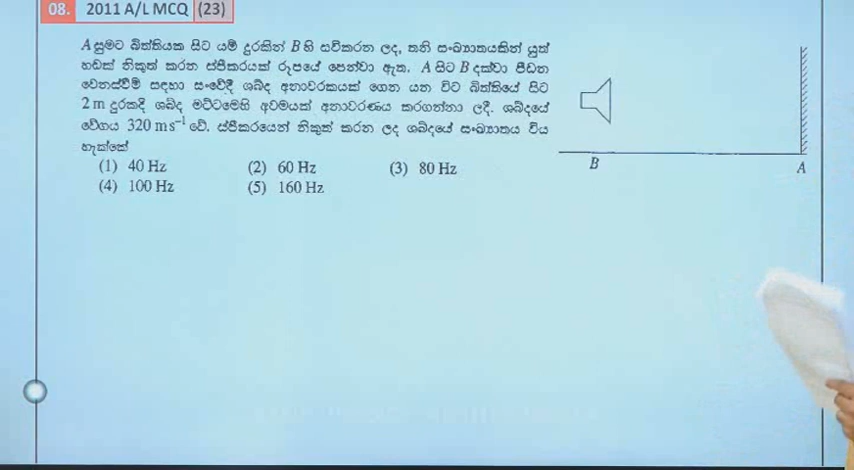 08. 2011 A/L MCQ (23)
A සුමට බිත්තියක සිට යම් දුරකින් B හි සවිකරන ලද, තනි සංඛ්‍යාතයකින් යුත්
හඬක් නිකුත් කරන ස්පීකරයක් රූපයේ පෙන්වා ඇත. A සිට B දක්වා පීඩන
වෙනස්වීම් සඳහා සංවේදී ශබ්ද අනාවරකයක් ගෙන යන විට බිත්තියේ සිට
2 m දුරකදී ශබ්ද මට්ටමෙහි අවමයක් අනාවරණය කරගන්නා ලදී. ශබ්දයේ
වේගය 320 m s⁻¹ වේ. ස්පීකරයෙන් නිකුත් කරන ලද ශබ්දයේ සංඛ්‍යාතය විය
හැක්කේ
(1) 40 Hz (2) 60 Hz (3) 80 Hz
(4) 100 Hz (5) 160 Hz
B A